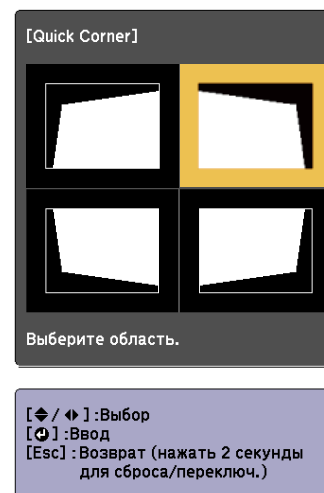 [Quick Corner]
Выберите область.
[◆/◆] :Выбор
[↵] :Ввод
[Esc] :Возврат (нажать 2 секунды
для сброса/переключ.)